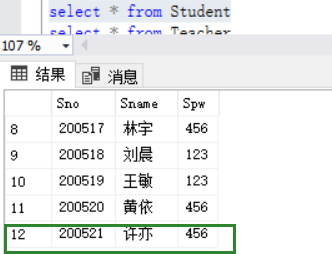 select * from Student
select * from Teacher
107 %
结果 消息
Sno Sname Spw
8 200517 林宇 456
9 200518 刘晨 123
10 200519 王敏 123
11 200520 黄依 456
12 200521 许亦 456